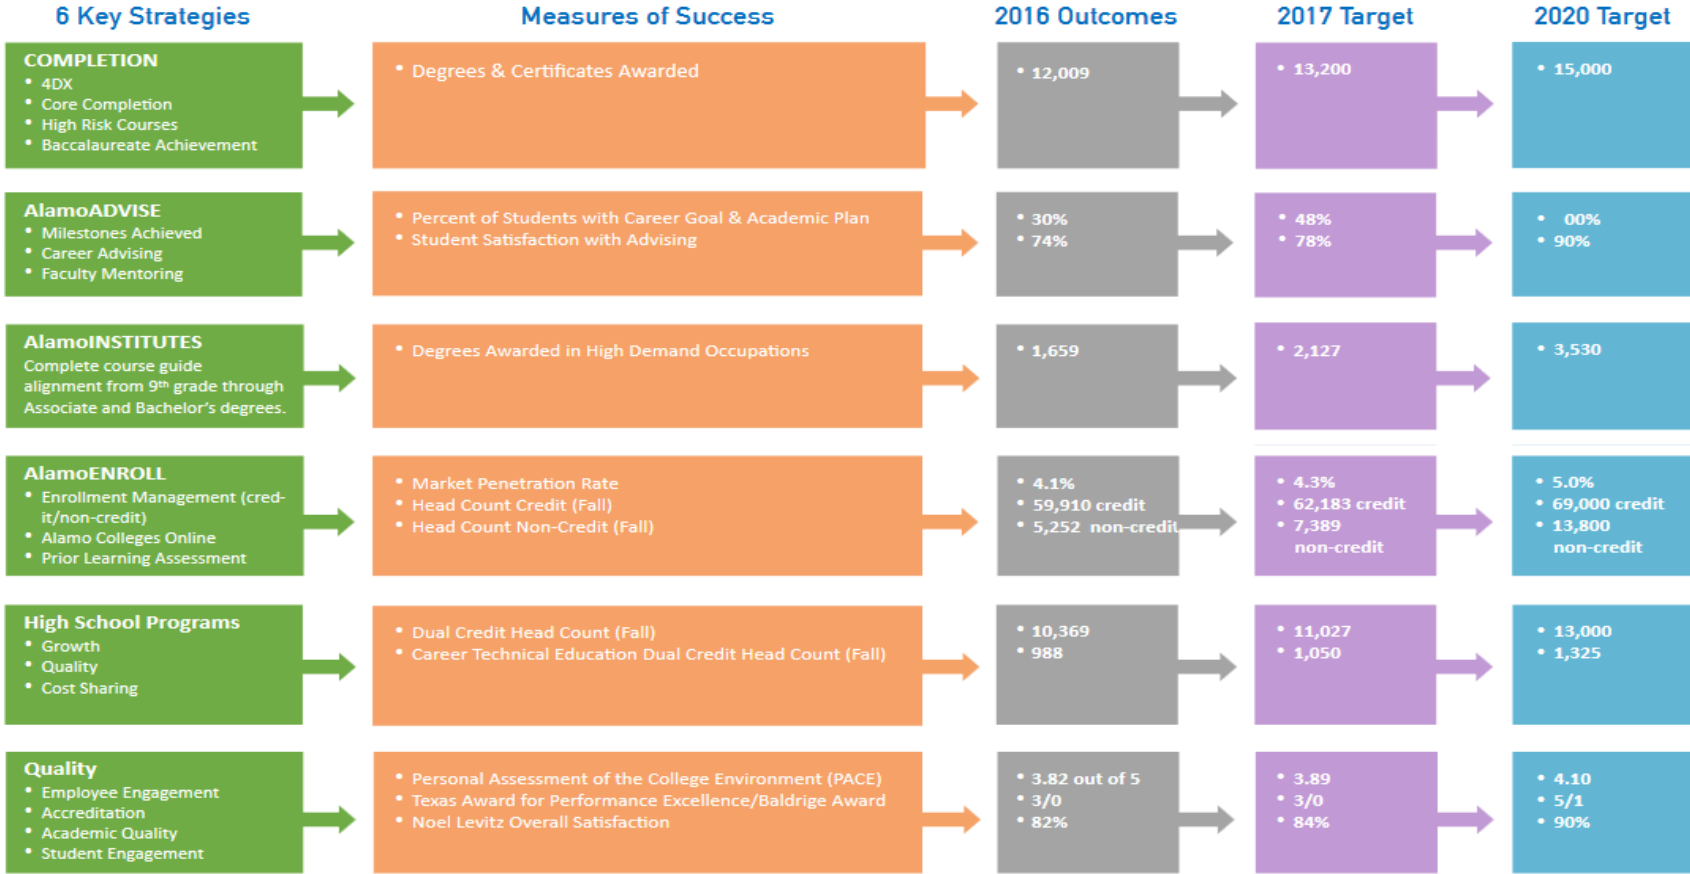 6 Key Strategies
Measures of Success
2016 Outcomes
2017 Target
2020 Target
COMPLETION
• 4DX
• Core Completion
• High Risk Courses
• Baccalaureate Achievement
• Degrees & Certificates Awarded
• 12,009
• 13,200
• 15,000
AlamoADVISE
• Milestones Achieved
• Career Advising
• Faculty Mentoring
• Percent of Students with Career Goal & Academic Plan
• Student Satisfaction with Advising
• 30%
• 74%
• 48%
• 78%
• 00%
• 90%
AlamoINSTITUTES
Complete course guide
alignment from 9th grade through
Associate and Bachelor's degrees.
• Degrees Awarded in High Demand Occupations
• 1,659
• 2,127
• 3,530
AlamoENROLL
• Enrollment Management (cred-
it/non-credit)
• Alamo Colleges Online
• Prior Learning Assessment
• Market Penetration Rate
• Head Count Credit (Fall)
• Head Count Non-Credit (Fall)
• 4.1%
• 59,910 credit
• 5,252 non-credit
• 4.3%
• 62,183 credit
• 7,389
non-credit
• 5.0%
• 69,000 credit
• 13,800
non-credit
High School Programs
• Growth
• Quality
• Cost Sharing
• Dual Credit Head Count (Fall)
• Career Technical Education Dual Credit Head Count (Fall)
• 10,369
• 988
• 11,027
• 1,050
• 13,000
• 1,325
Quality
• Employee Engagement
• Accreditation
• Academic Quality
• Student Engagement
• Personal Assessment of the College Environment (PACE)
• Texas Award for Performance Excellence/Baldrige Award
• Noel Levitz Overall Satisfaction
• 3.82 out of 5
• 3/0
• 82%
• 3.89
• 3/0
• 84%
• 4.10
• 5/1
• 90%